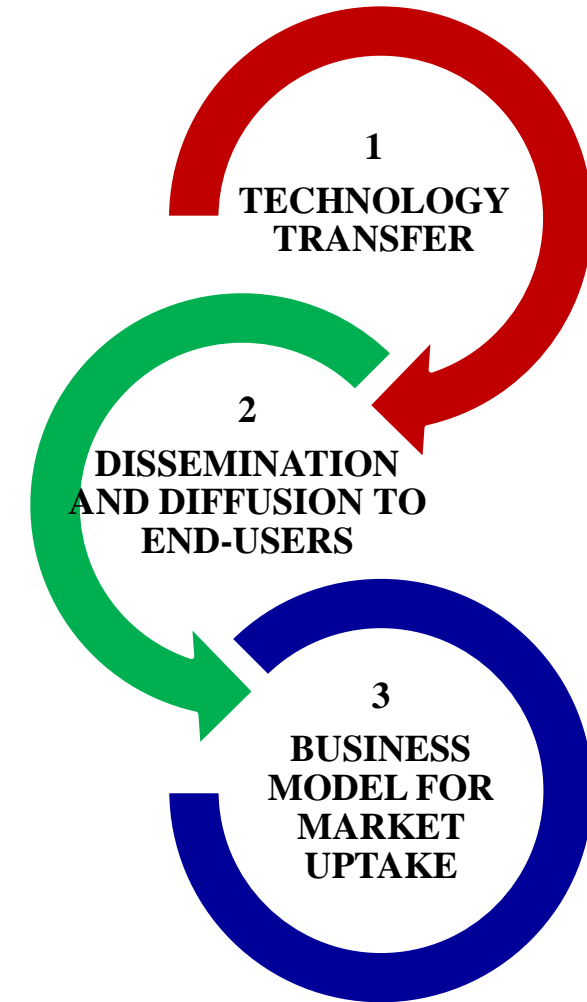 1
TECHNOLOGY
TRANSFER
2
DISSEMINATION
AND DIFFUSION TO
END-USERS
3
BUSINESS
MODEL FOR
MARKET
UPTAKE